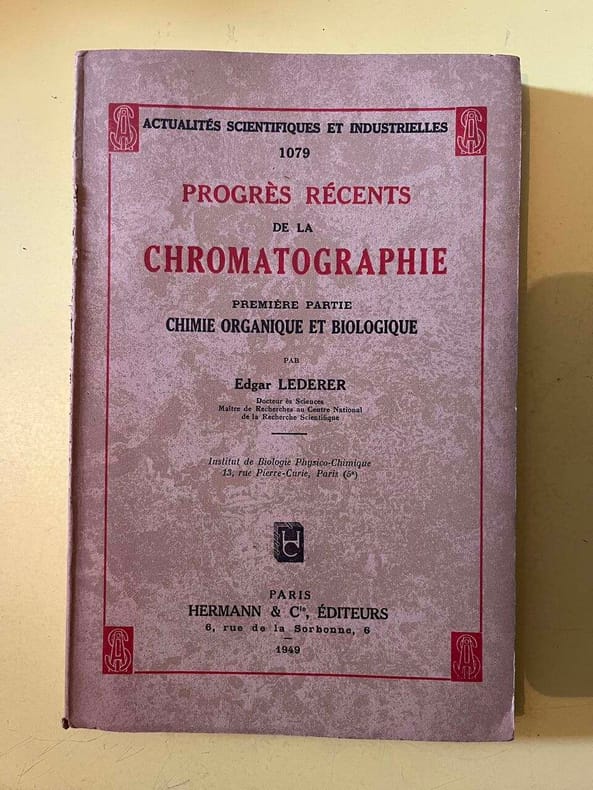 ACTUALITÉS SCIENTIFIQUES ET INDUSTRIELLES
1079
PROGRÈS RÉCENTS
DE LA
CHROMATOGRAPHIE
PREMIÈRE PARTIE
CHIMIE ORGANIQUE ET BIOLOGIQUE
PAR
Edgar LEDERER
Docteur ès Sciences
Maître de Recherches au Centre National
de la Recherche Scientifique
Institut de Biologie Physico-Chimique
13, rue Pierre-Curie, Paris (5e)
HC
PARIS
HERMANN & Cie, ÉDITEURS
6, rue de la Sorbonne, 6
1949